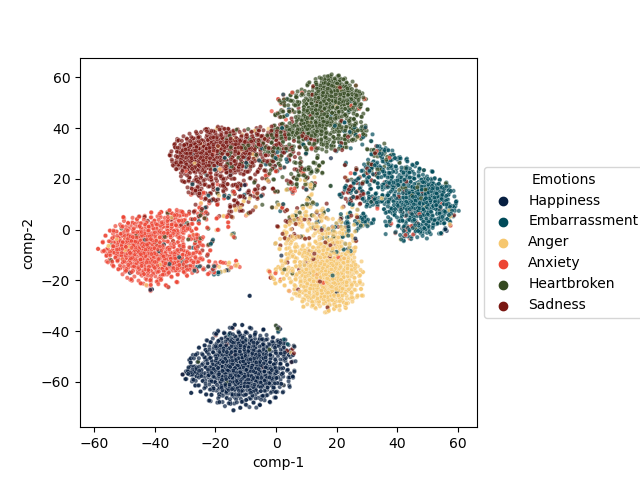 60
40
20
0
−20
−40
−60
comp-2
−60
−40
−20
0
20
40
60
comp-1
Emotions
Happiness
Embarrassment
Anger
Anxiety
Heartbroken
Sadness